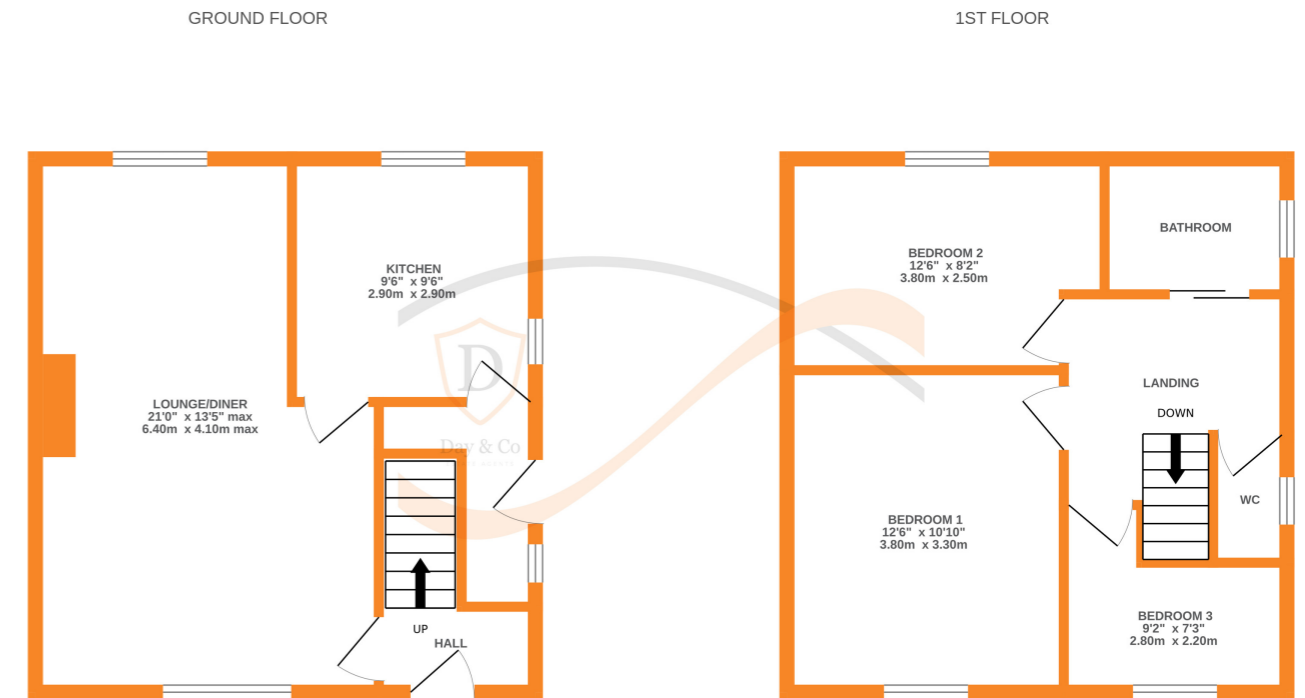 GROUND FLOOR
1ST FLOOR
KITCHEN
9'6" x 9'6"
2.90m x 2.90m
LOUNGE/DINER
21'0" x 13'5" max
6.40m x 4.10m max
D
Day & Co
UP
HALL
BATHROOM
BEDROOM 2
12'6" x 8'2"
3.80m x 2.50m
LANDING
DOWN
WC
BEDROOM 1
12'6" x 10'10"
3.80m x 3.30m
BEDROOM 3
9'2" x 7'3"
2.80m x 2.20m